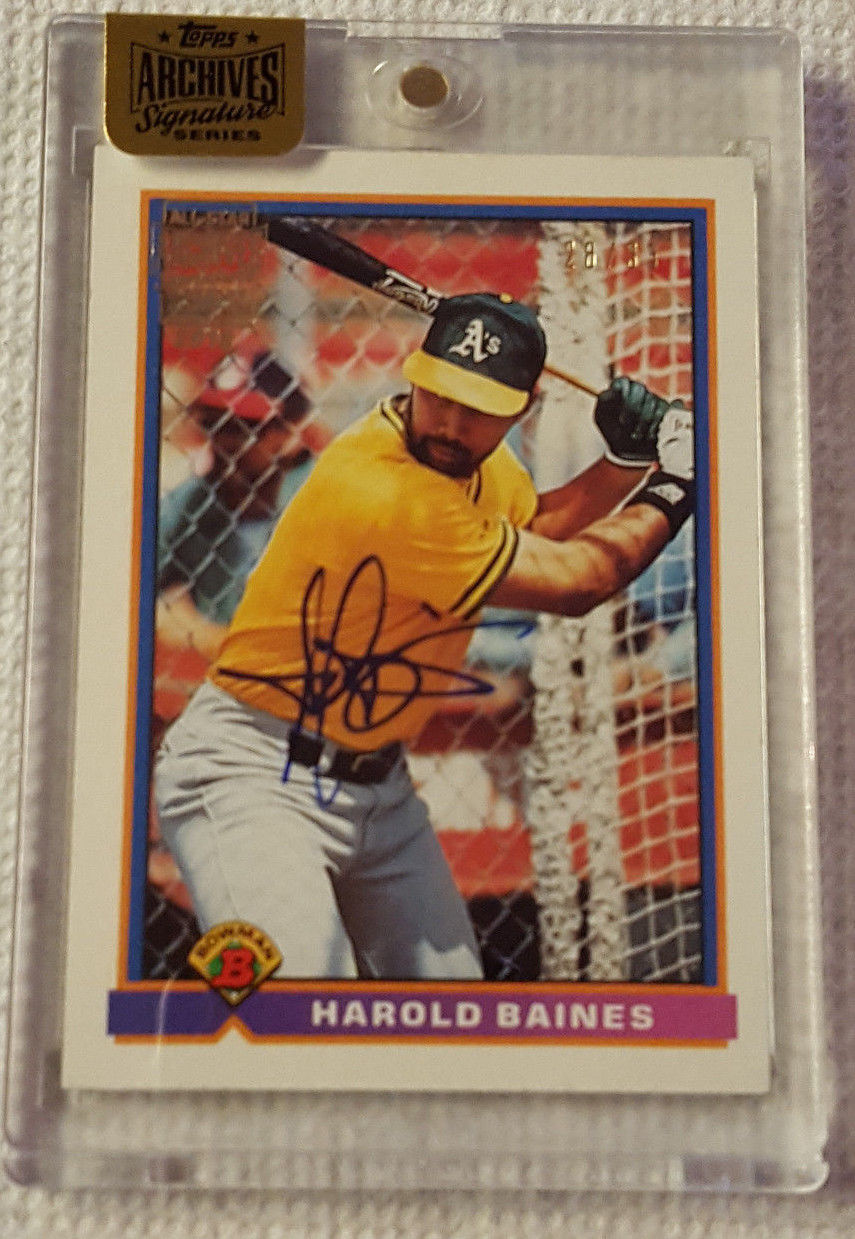 Topps
ARCHIVES
Signature
SERIES
A's
BOWMAN
B
HAROLD BAINES